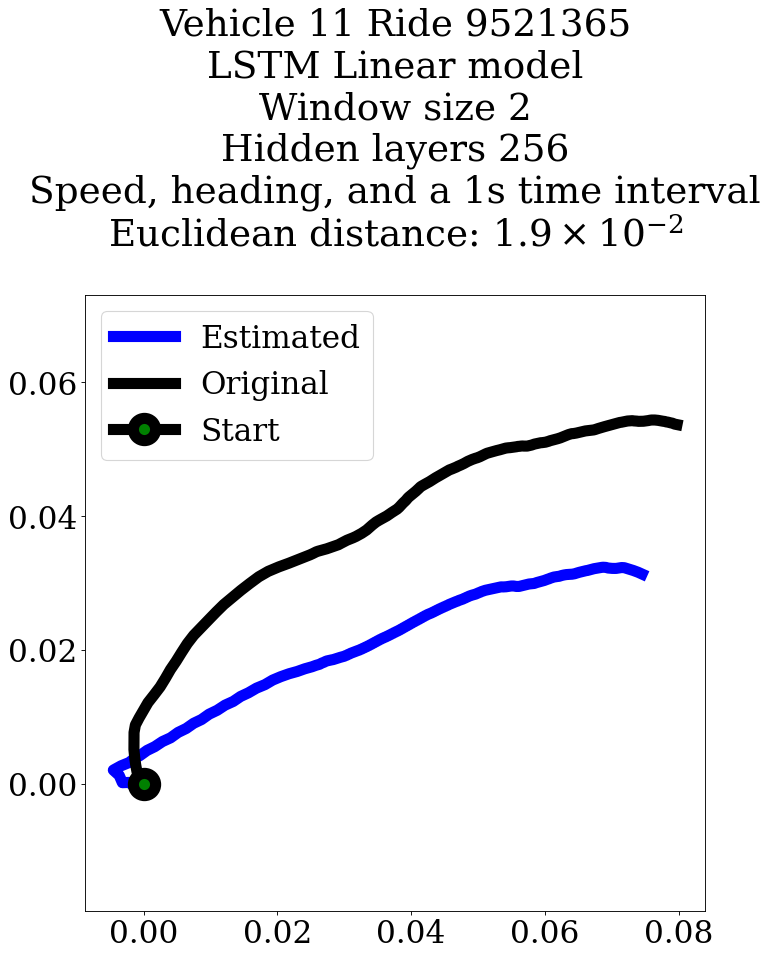 Vehicle 11 Ride 9521365
LSTM Linear model
Window size 2
Hidden layers 256
Speed, heading, and a 1s time interval
Euclidean distance: $1.9 \times 10^{-2}$
Estimated
Original
Start
0.06
0.04
0.02
0.00
0.00 0.02 0.04 0.06 0.08